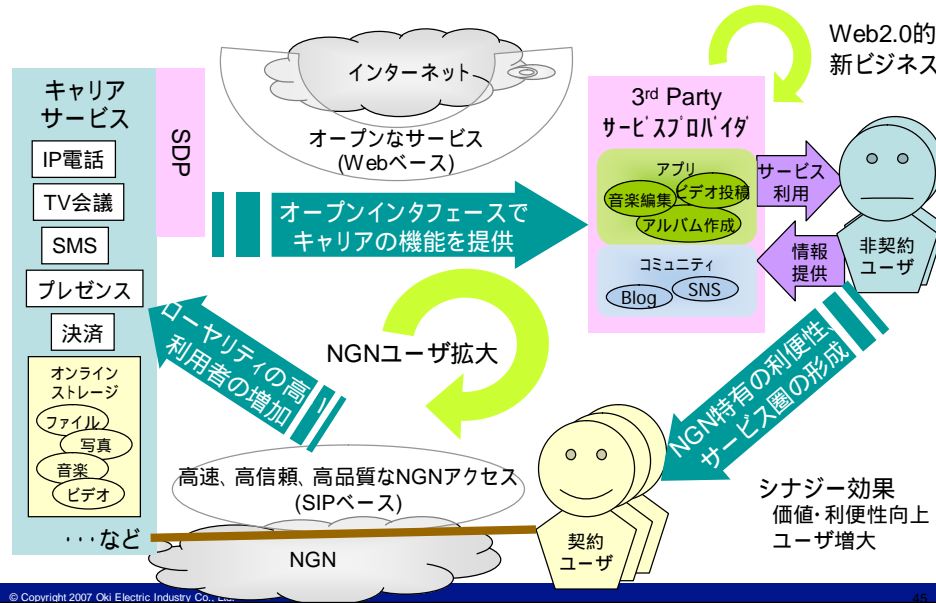 キャリア
サービス
IP電話
TV会議
SMS
プレゼンス
決済
オンライン
ストレージ
ファイル
写真
音楽
ビデオ
・・・など
SDP
インターネット
オープンなサービス
(Webベース)
オープンインタフェースで
キャリアの機能を提供
3rd Party
サービスプロバイダ
アプリ
音楽編集
ビデオ投稿
アルバム作成
コミュニティ
Blog
SNS
Web2.0的
新ビジネス
サービス
利用
情報
提供
非契約
ユーザ
NGNユーザ拡大
ローヤリティの高い
利用者の増加
NGN特有の利便性、
サービス圏の形成
高速、高信頼、高品質なNGNアクセス
(SIPベース)
NGN
契約
ユーザ
シナジー効果
価値・利便性向上
ユーザ増大
© Copyright 2007 Oki Electric Industry Co., Ltd.
45